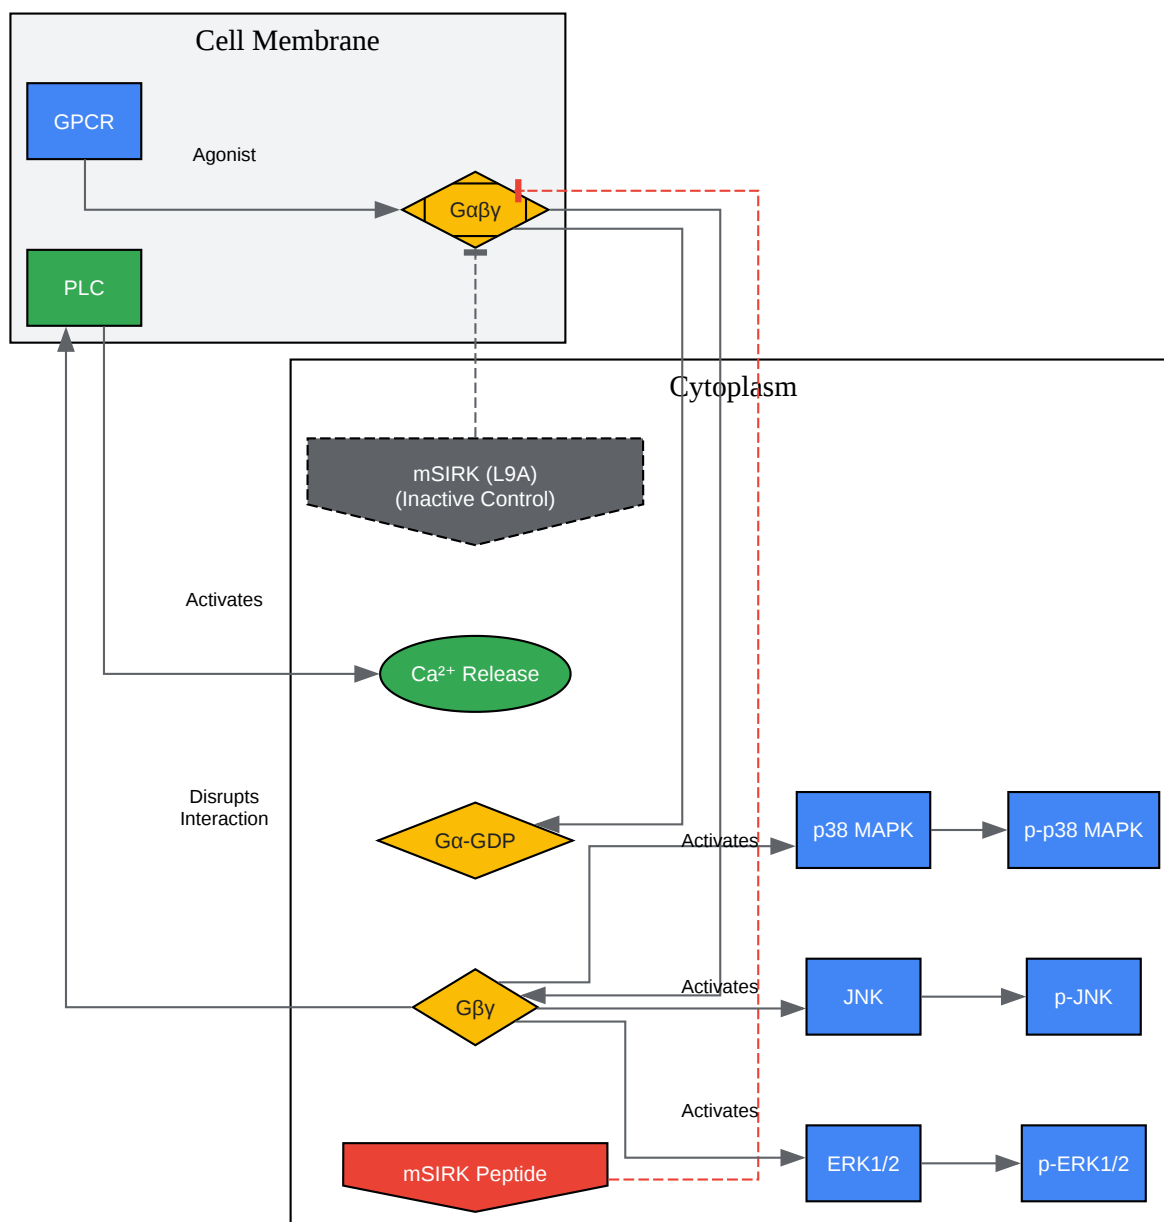 Cell Membrane
GPCR
Agonist
Gαβγ
PLC
Cytoplasm
mSIRK (L9A)
(Inactive Control)
Activates
Ca²⁺ Release
Disrupts
Interaction
Gα-GDP
Activates
p38 MAPK
p-p38 MAPK
Gβγ
Activates
JNK
p-JNK
Activates
mSIRK Peptide
ERK1/2
p-ERK1/2